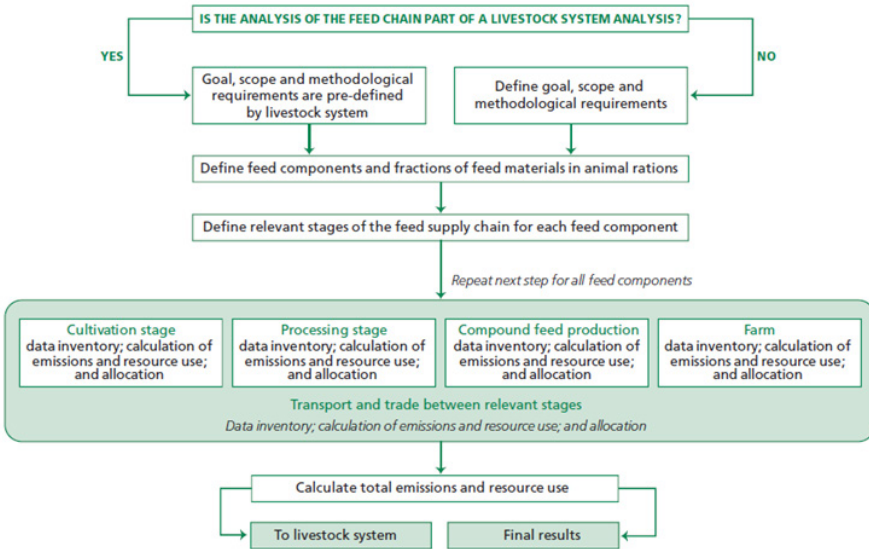 IS THE ANALYSIS OF THE FEED CHAIN PART OF A LIVESTOCK SYSTEM ANALYSIS?
YES
NO
Goal, scope and methodological
requirements are pre-defined
by livestock system
Define goal, scope and
methodological requirements
Define feed components and fractions of feed materials in animal rations
Define relevant stages of the feed supply chain for each feed component
Repeat next step for all feed components
Cultivation stage
data inventory; calculation of
emissions and resource use;
and allocation
Processing stage
data inventory; calculation of
emissions and resource use;
and allocation
Compound feed production
data inventory; calculation of
emissions and resource use;
and allocation
Farm
data inventory; calculation of
emissions and resource use;
and allocation
Transport and trade between relevant stages
Data inventory; calculation of emissions and resource use; and allocation
Calculate total emissions and resource use
To livestock system
Final results